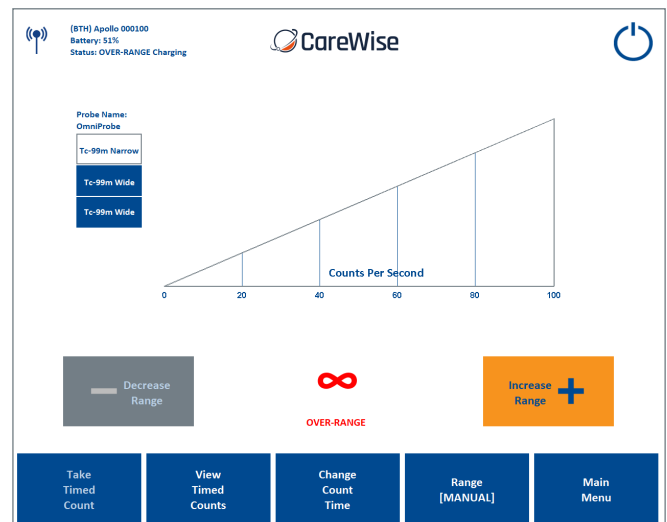 (BTH) Apollo 000100
Battery: 51%
Status: OVER-RANGE Charging
CareWise
Probe Name:
OmniProbe
Tc-99m Narrow
Tc-99m Wide
Tc-99m Wide
Counts Per Second
0 20 40 60 80 100
Decrease
Range
OVER-RANGE
Increase
Range
Take
Timed
Count
View
Timed
Counts
Change
Count
Time
Range
[MANUAL]
Main
Menu